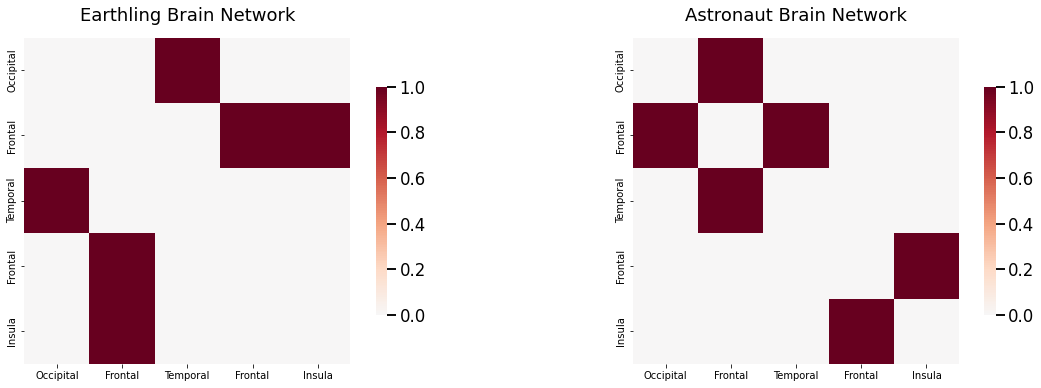 Earthling Brain Network
Occipital
Frontal
Temporal
Frontal
Insula
Occipital
Frontal
Temporal
Frontal
Insula
1.0
0.8
0.6
0.4
0.2
0.0
Astronaut Brain Network
Occipital
Frontal
Temporal
Frontal
Insula
Occipital
Frontal
Temporal
Frontal
Insula
1.0
0.8
0.6
0.4
0.2
0.0